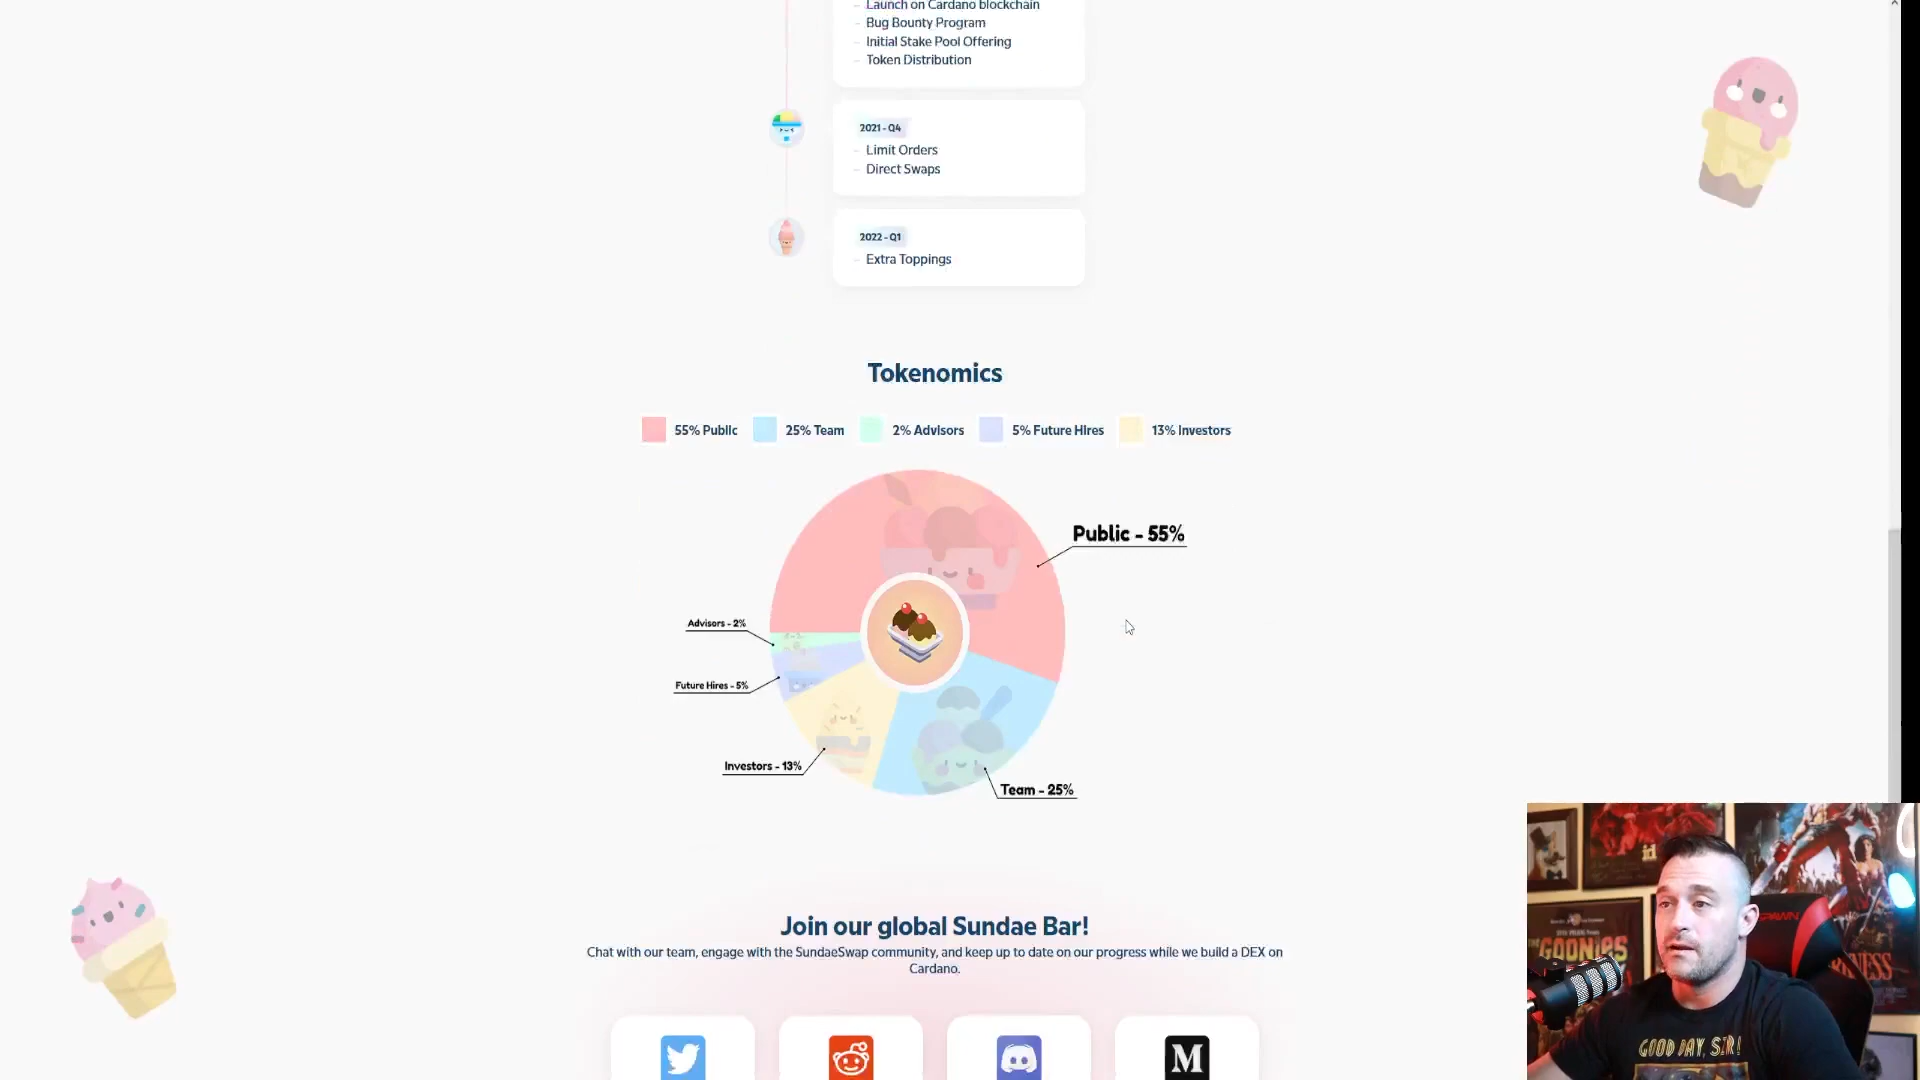 Launch on Cardano blockchain
Bug Bounty Program
Initial Stake Pool Offering
Token Distribution
2021 - Q4
Limit Orders
Direct Swaps
2022 - Q1
Extra Toppings
Tokenomics
55% Public
25% Team
2% Advisors
5% Future Hires
13% Investors
Public - 55%
Advisors - 2%
Future Hires - 5%
Investors - 13%
Team - 25%
Join our global Sundae Bar!
Chat with our team, engage with the SundaeSwap community, and keep up to date on our progress while we build a DEX on
Cardano.
M
GOONIES
GOOD DAY, SIR!